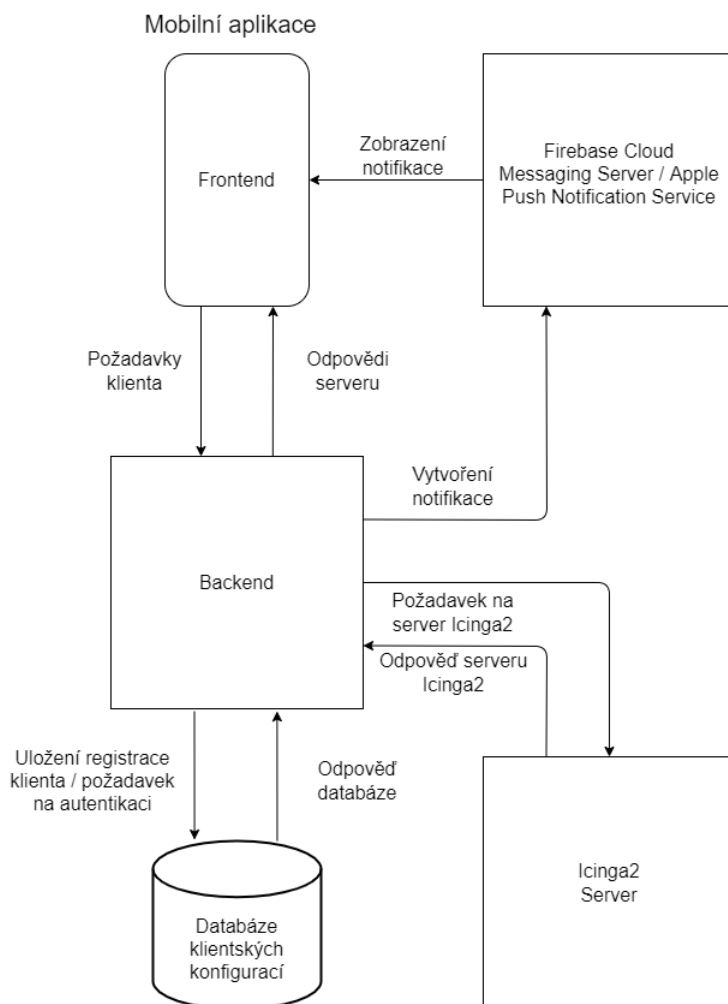 Mobilní aplikace
Frontend
Zobrazení
notifikace
Firebase Cloud
Messaging Server / Apple
Push Notification Service
Požadavky
klienta
Odpovědi
serveru
Vytvoření
notifikace
Backend
Požadavek na
server Icinga2
Odpověď serveru
Icinga2
Uložení registrace
klienta / požadavek
na autentikaci
Odpověď
databáze
Databáze
klientských
konfigurací
Icinga2
Server